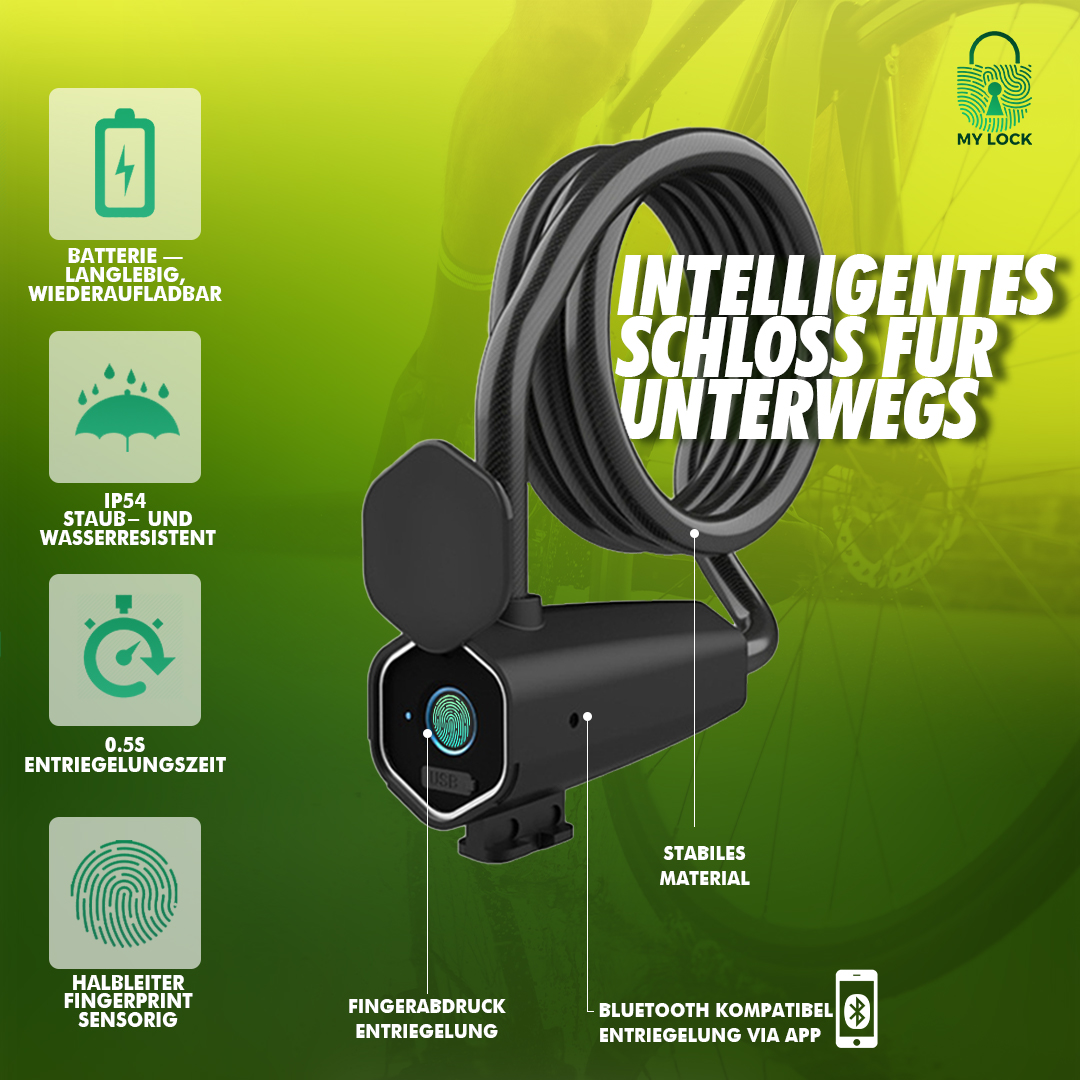 MY LOCK
INTELLIGENTES
SCHLOSS FUR
UNTERWEGS
BATTERIE —
LANGLEBIG,
WIEDERAUFLADBAR
IP54
STAUB– UND
WASSERRESISTENT
0.5S
ENTRIEGELUNGSZEIT
HALBLEITER
FINGERPRINT
SENSORIG
USB
STABILES
MATERIAL
FINGERABDRUCK
ENTRIEGELUNG
BLUETOOTH KOMPATIBEL
ENTRIEGELUNG VIA APP